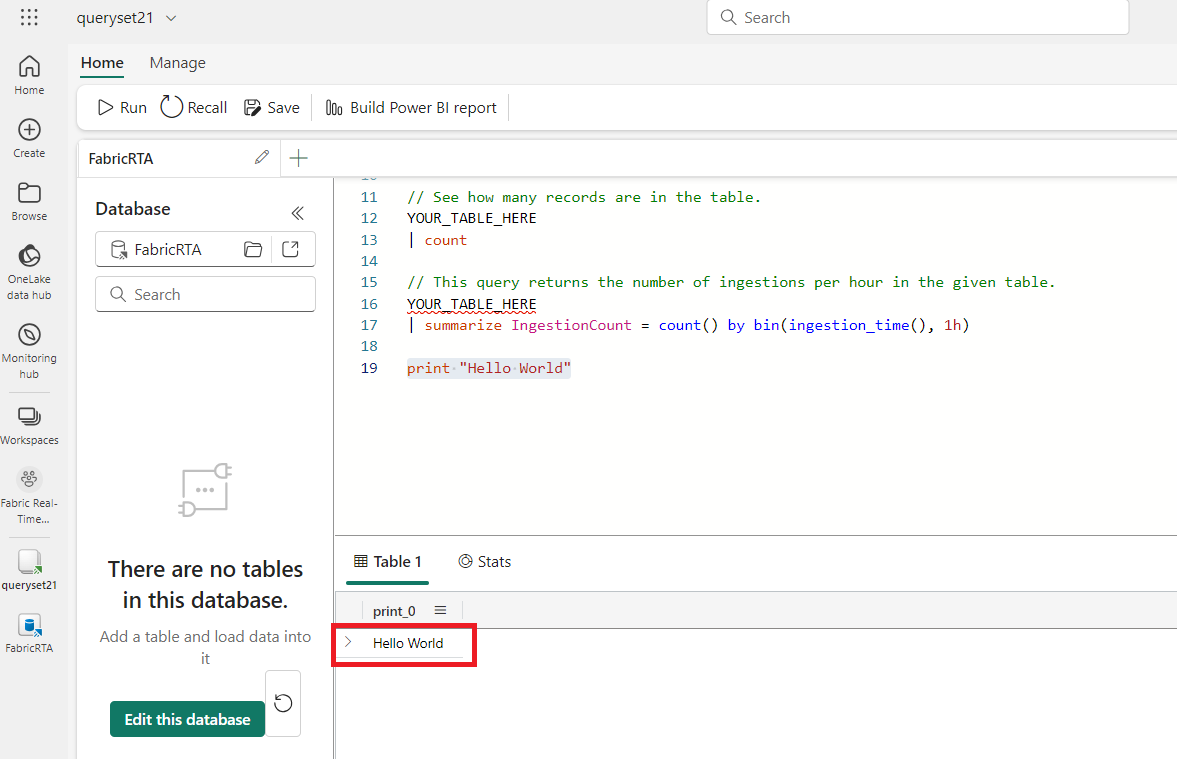 queryset21
Search
Home
Create
Browse
OneLake
data hub
Monitoring
hub
Workspaces
Fabric Real-
Time...
queryset21
FabricRTA
Home
Manage
Run
Recall
Save
Build Power BI report
FabricRTA
Database
FabricRTA
Search
There are no tables
in this database.
Add a table and load data into
it
Edit this database
11 // See how many records are in the table.
12 YOUR_TABLE_HERE
13 | count
14
15 // This query returns the number of ingestions per hour in the given table.
16 YOUR_TABLE_HERE
17 | summarize IngestionCount = count() by bin(ingestion_time(), 1h)
18
19 print "Hello World"
Table 1
Stats
print_0
Hello World